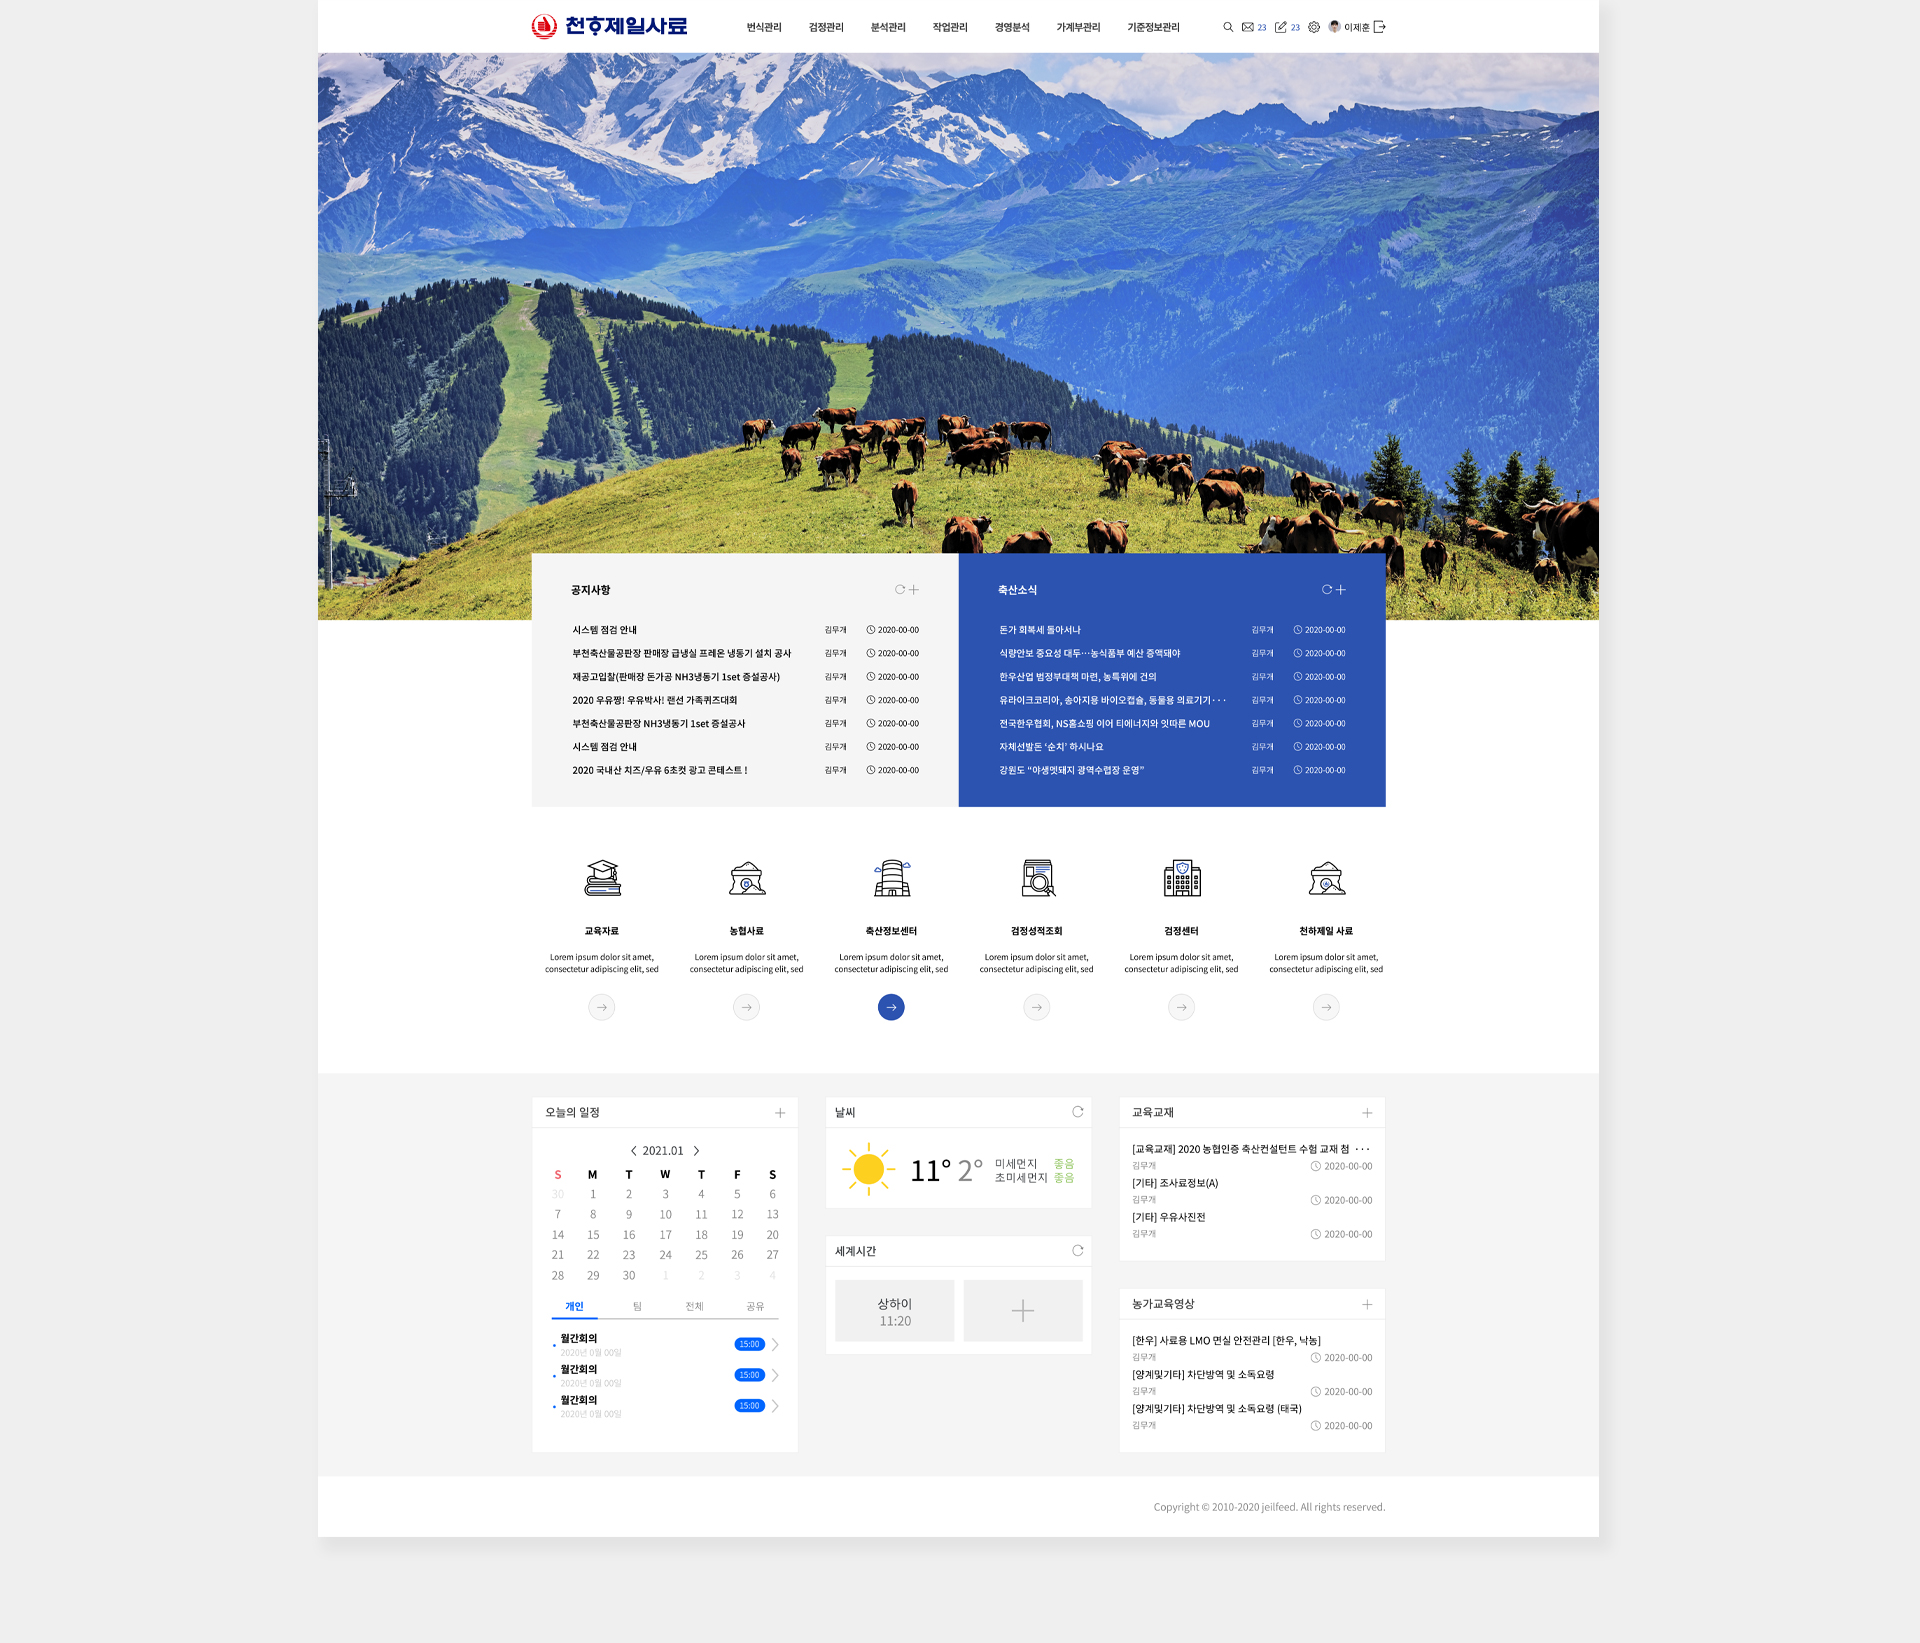 천하제일사료
번식관리 검정관리 분석관리 작업관리 경영분석 가계부관리 기준정보관리 23 23 이제훈
공지사항
시스템 점검 안내 김무개 2020-00-00
부천축산물공판장 판매장 급냉실 프레온 냉동기 설치 공사 김무개 2020-00-00
재공고입찰(판매장 돈가공 NH3냉동기 1set 증설공사) 김무개 2020-00-00
2020 우유짱! 우유박사! 랜선 가족퀴즈대회 김무개 2020-00-00
부천축산물공판장 NH3냉동기 1set 증설공사 김무개 2020-00-00
시스템 점검 안내 김무개 2020-00-00
2020 국내산 치즈/우유 6초컷 광고 콘테스트 ! 김무개 2020-00-00
축산소식
돈가 회복세 돌아서나 김무개 2020-00-00
식량안보 중요성 대두…농식품부 예산 증액돼야 김무개 2020-00-00
한우산업 범정부대책 마련, 농특위에 건의 김무개 2020-00-00
유라이크코리아, 송아지용 바이오캡슐, 동물용 의료기기··· 김무개 2020-00-00
전국한우협회, NS홈쇼핑 이어 티에너지와 잇따른 MOU 김무개 2020-00-00
자체선발돈 ‘순치’ 하시나요 김무개 2020-00-00
강원도 “야생멧돼지 광역수렵장 운영” 김무개 2020-00-00
교육자료
Lorem ipsum dolor sit amet,
consectetur adipiscing elit, sed
농협사료
Lorem ipsum dolor sit amet,
consectetur adipiscing elit, sed
축산정보센터
Lorem ipsum dolor sit amet,
consectetur adipiscing elit, sed
검정성적조회
Lorem ipsum dolor sit amet,
consectetur adipiscing elit, sed
검정센터
Lorem ipsum dolor sit amet,
consectetur adipiscing elit, sed
천하제일 사료
Lorem ipsum dolor sit amet,
consectetur adipiscing elit, sed
오늘의 일정
2021.01
S M T W T F S
30 1 2 3 4 5 6
7 8 9 10 11 12 13
14 15 16 17 18 19 20
21 22 23 24 25 26 27
28 29 30 1 2 3 4
개인 팀 전체 공유
월간회의
2020년 0월 00일 15:00
월간회의
2020년 0월 00일 15:00
월간회의
2020년 0월 00일 15:00
날씨
11° 2°
미세먼지 좋음
초미세먼지 좋음
세계시간
상하이
11:20
교육교재
[교육교재] 2020 농협인증 축산컨설턴트 수험 교재 첨 ···
김무개 2020-00-00
[기타] 조사료정보(A)
김무개 2020-00-00
[기타] 우유사진전
김무개 2020-00-00
농가교육영상
[한우] 사료용 LMO 면실 안전관리 [한우, 낙농]
김무개 2020-00-00
[양계및기타] 차단방역 및 소독요령
김무개 2020-00-00
[양계및기타] 차단방역 및 소독요령 (태국)
김무개 2020-00-00
Copyright © 2010-2020 jeilfeed. All rights reserved.